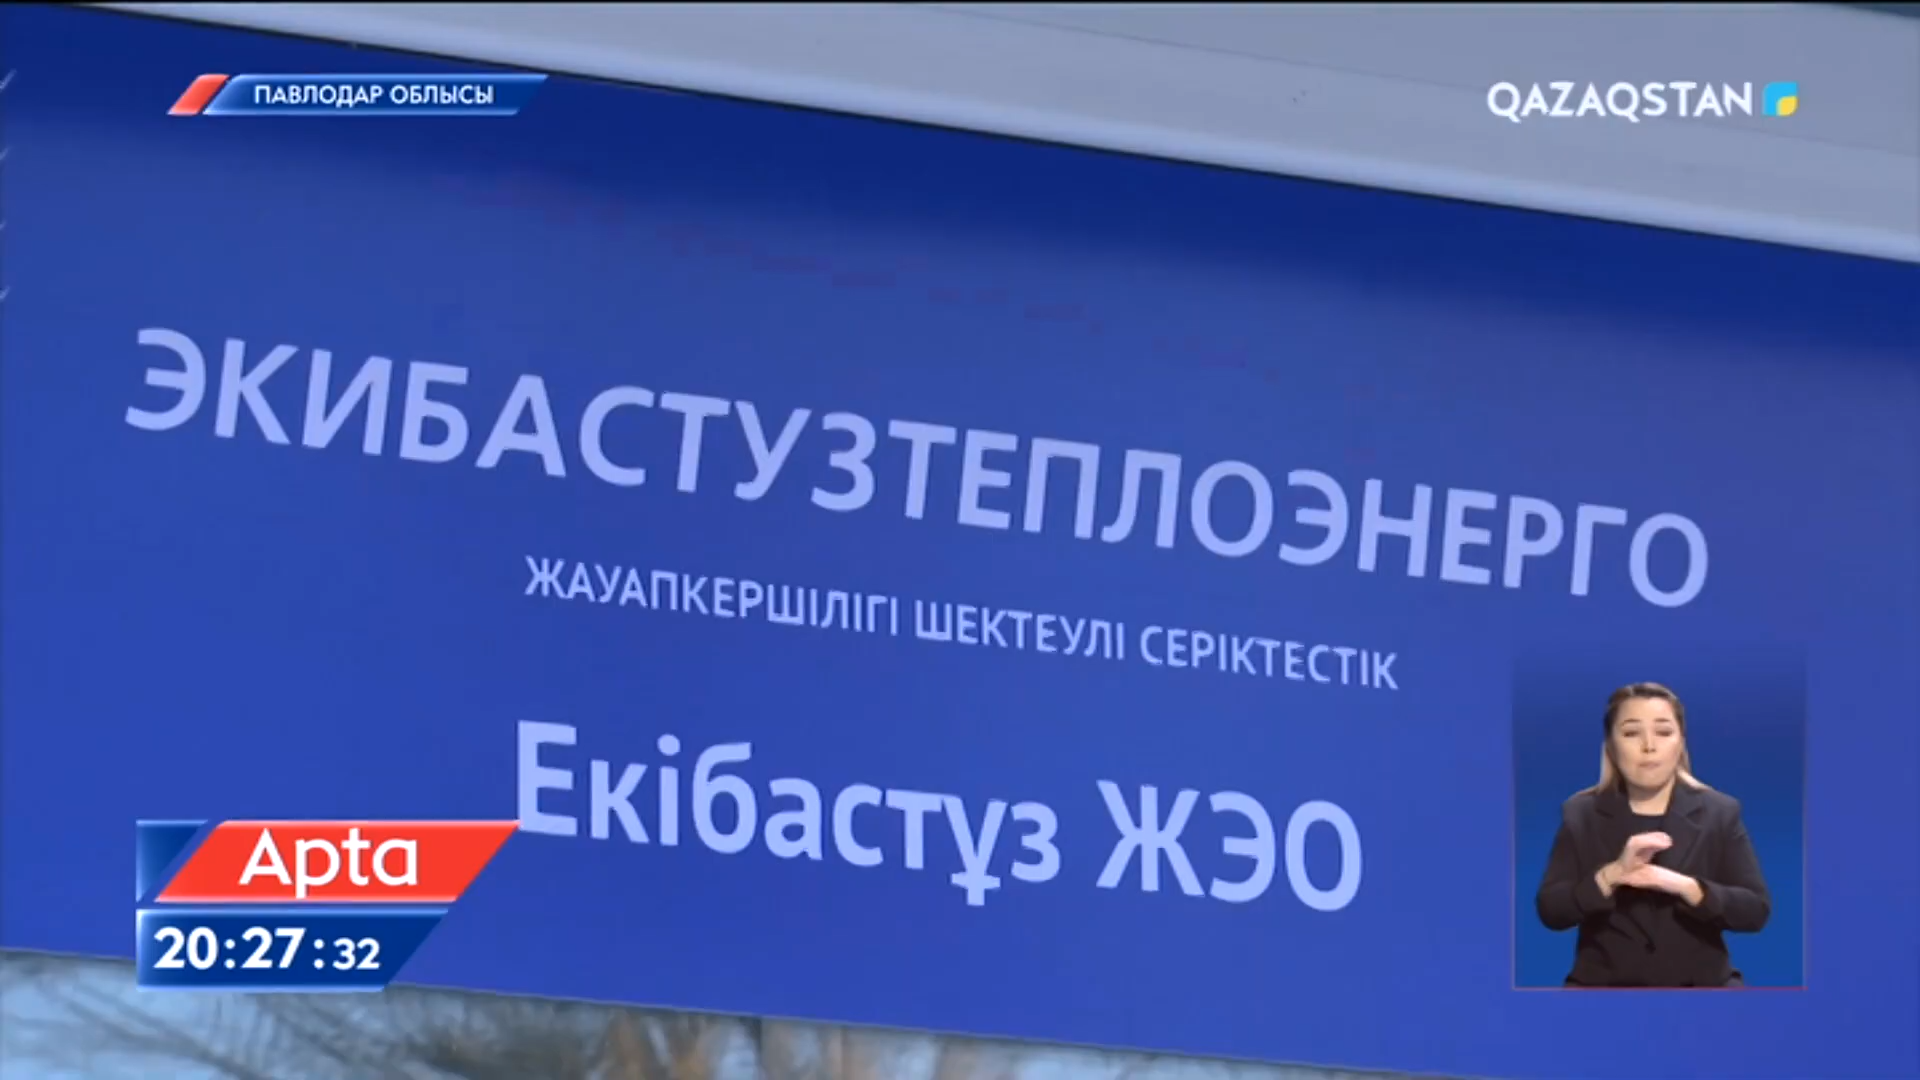 ПАВЛОДАР ОБЛЫСЫ
QAZAQSTAN
ЭКИБАСТУЗТЕПЛОЭНЕРГО
ЖАУАПКЕРШІЛІГІ ШЕКТЕУЛІ СЕРІКТЕСТІК
Екібастұз ЖЭО
Apta
20:27:32